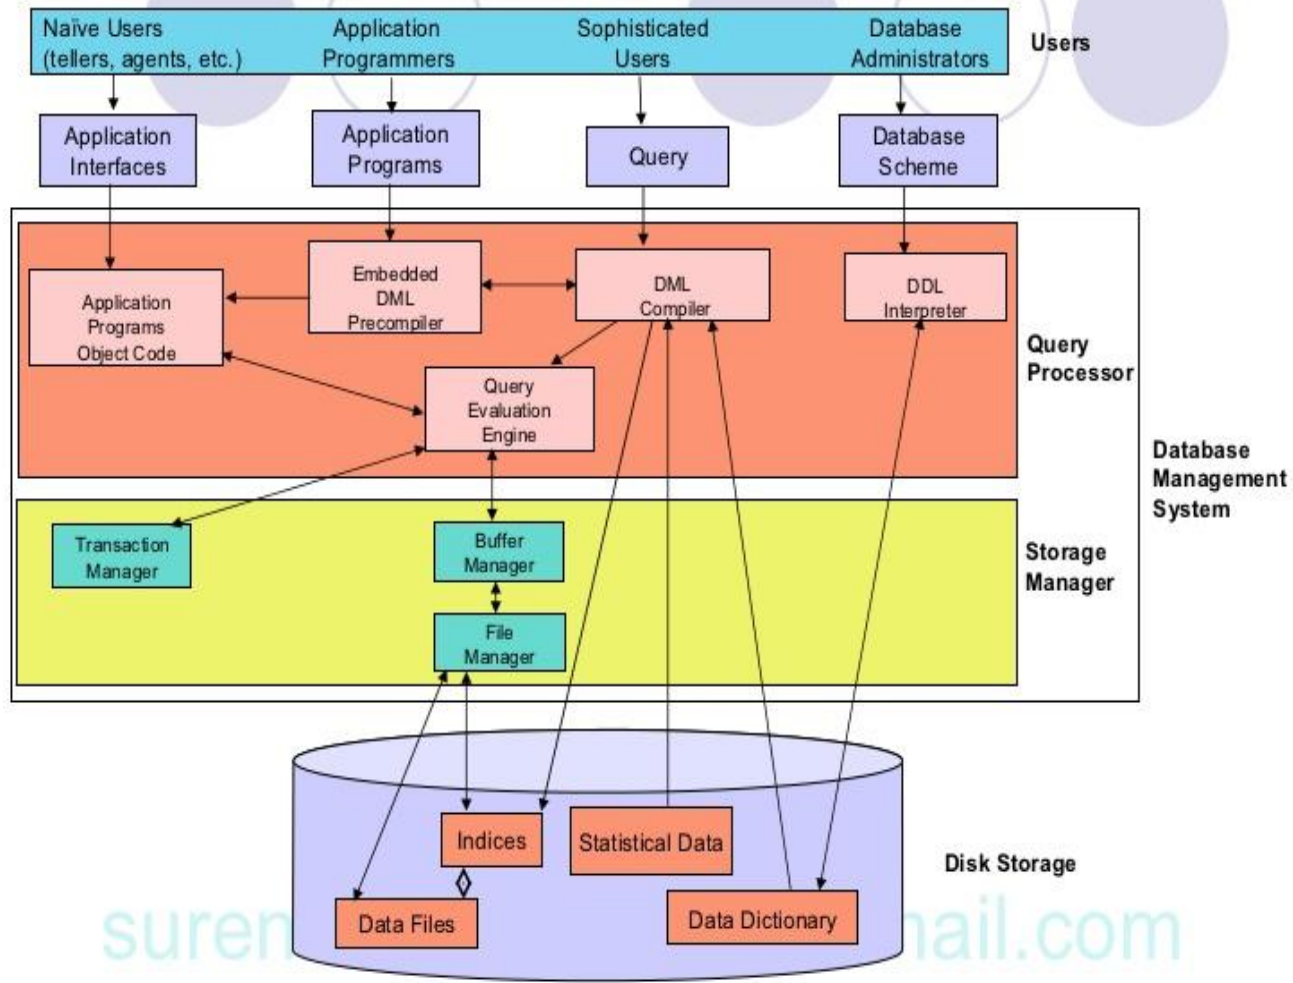 Naïve Users
(tellers, agents, etc.)
Application
Programmers
Sophisticated
Users
Database
Administrators
Users
Application
Interfaces
Application
Programs
Query
Database
Scheme
Application
Programs
Object Code
Embedded
DML
Precompiler
DML
Compiler
DDL
Interpreter
Query
Evaluation
Engine
Query
Processor
Database
Management
System
Transaction
Manager
Buffer
Manager
File
Manager
Storage
Manager
Indices
Statistical Data
Data Files
Data Dictionary
Disk Storage